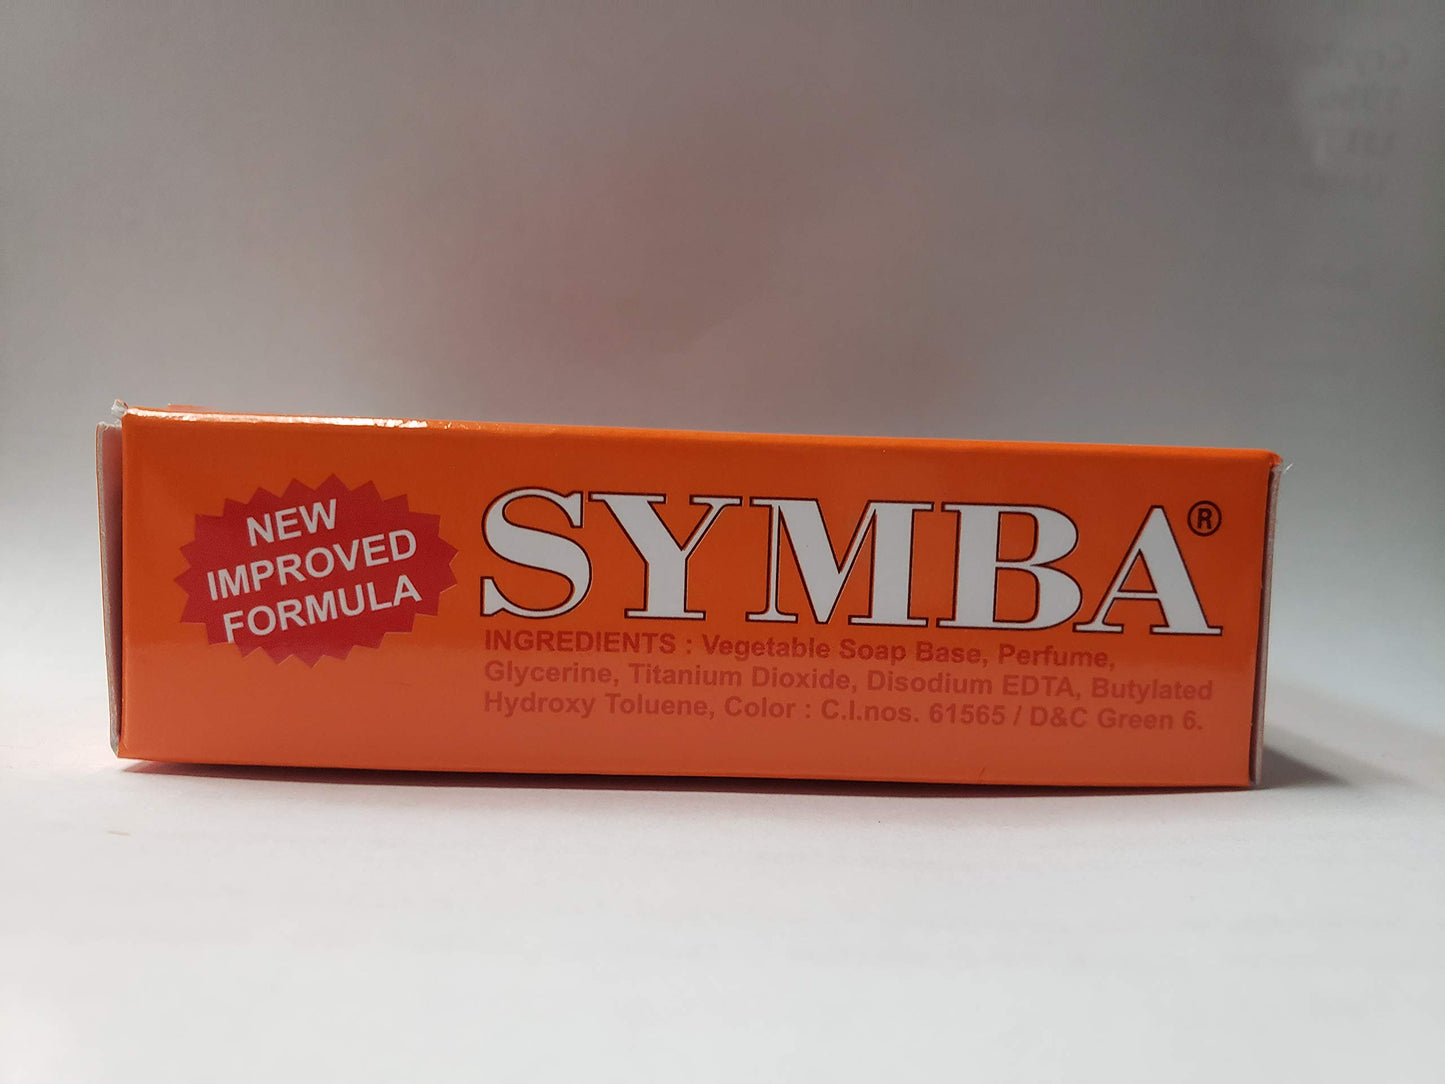 NEW
IMPROVED
FORMULA
SYMBA®
INGREDIENTS : Vegetable Soap Base, Perfume,
Glycerine, Titanium Dioxide, Disodium EDTA, Butylated
Hydroxy Toluene, Color : C.I.nos. 61565 / D&C Green 6.